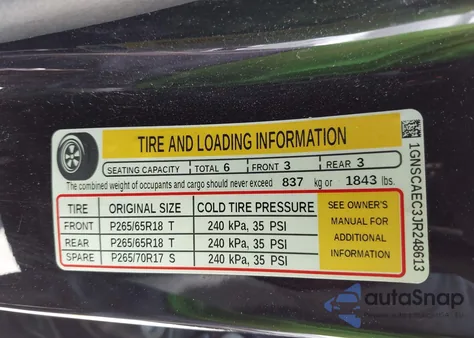 TIRE AND LOADING INFORMATION
SEATING CAPACITY TOTAL 6 FRONT 3 REAR 3
The combined weight of occupants and cargo should never exceed 837 kg or 1843 lbs.
TIRE ORIGINAL SIZE COLD TIRE PRESSURE
FRONT P265/65R18 T 240 kPa, 35 PSI
REAR P265/65R18 T 240 kPa, 35 PSI
SPARE P265/70R17 S 240 kPa, 35 PSI
SEE OWNER'S
MANUAL FOR
ADDITIONAL
INFORMATION
1GNSCAEC3JR248613
autoSnap